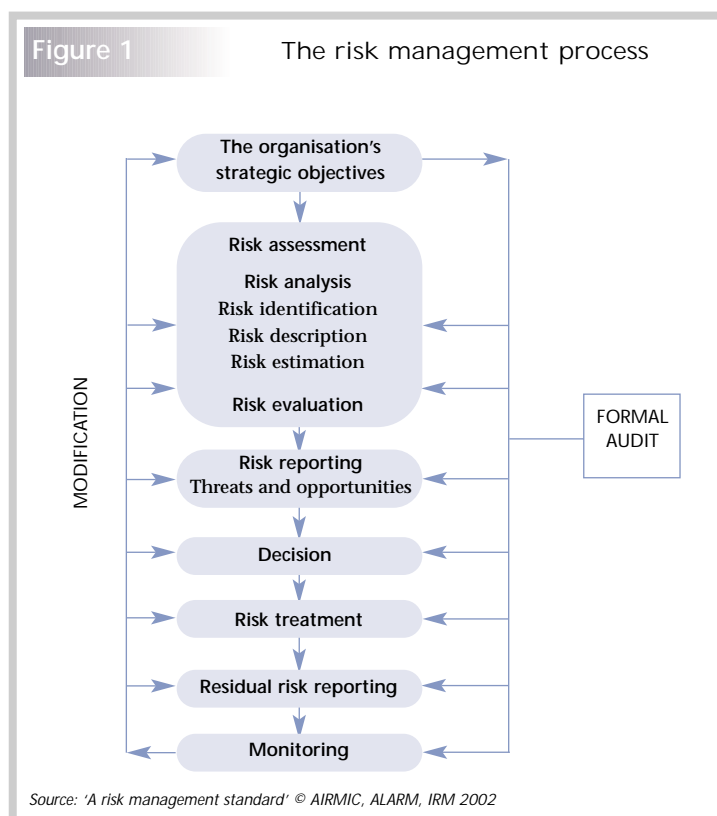 Figure 1
The risk management process
The organisation's
strategic objectives
Risk assessment
Risk analysis
Risk identification
Risk description
Risk estimation
Risk evaluation
MODIFICATION
FORMAL
AUDIT
Risk reporting
Threats and opportunities
Decision
Risk treatment
Residual risk reporting
Monitoring
Source: 'A risk management standard' © AIRMIC, ALARM, IRM 2002